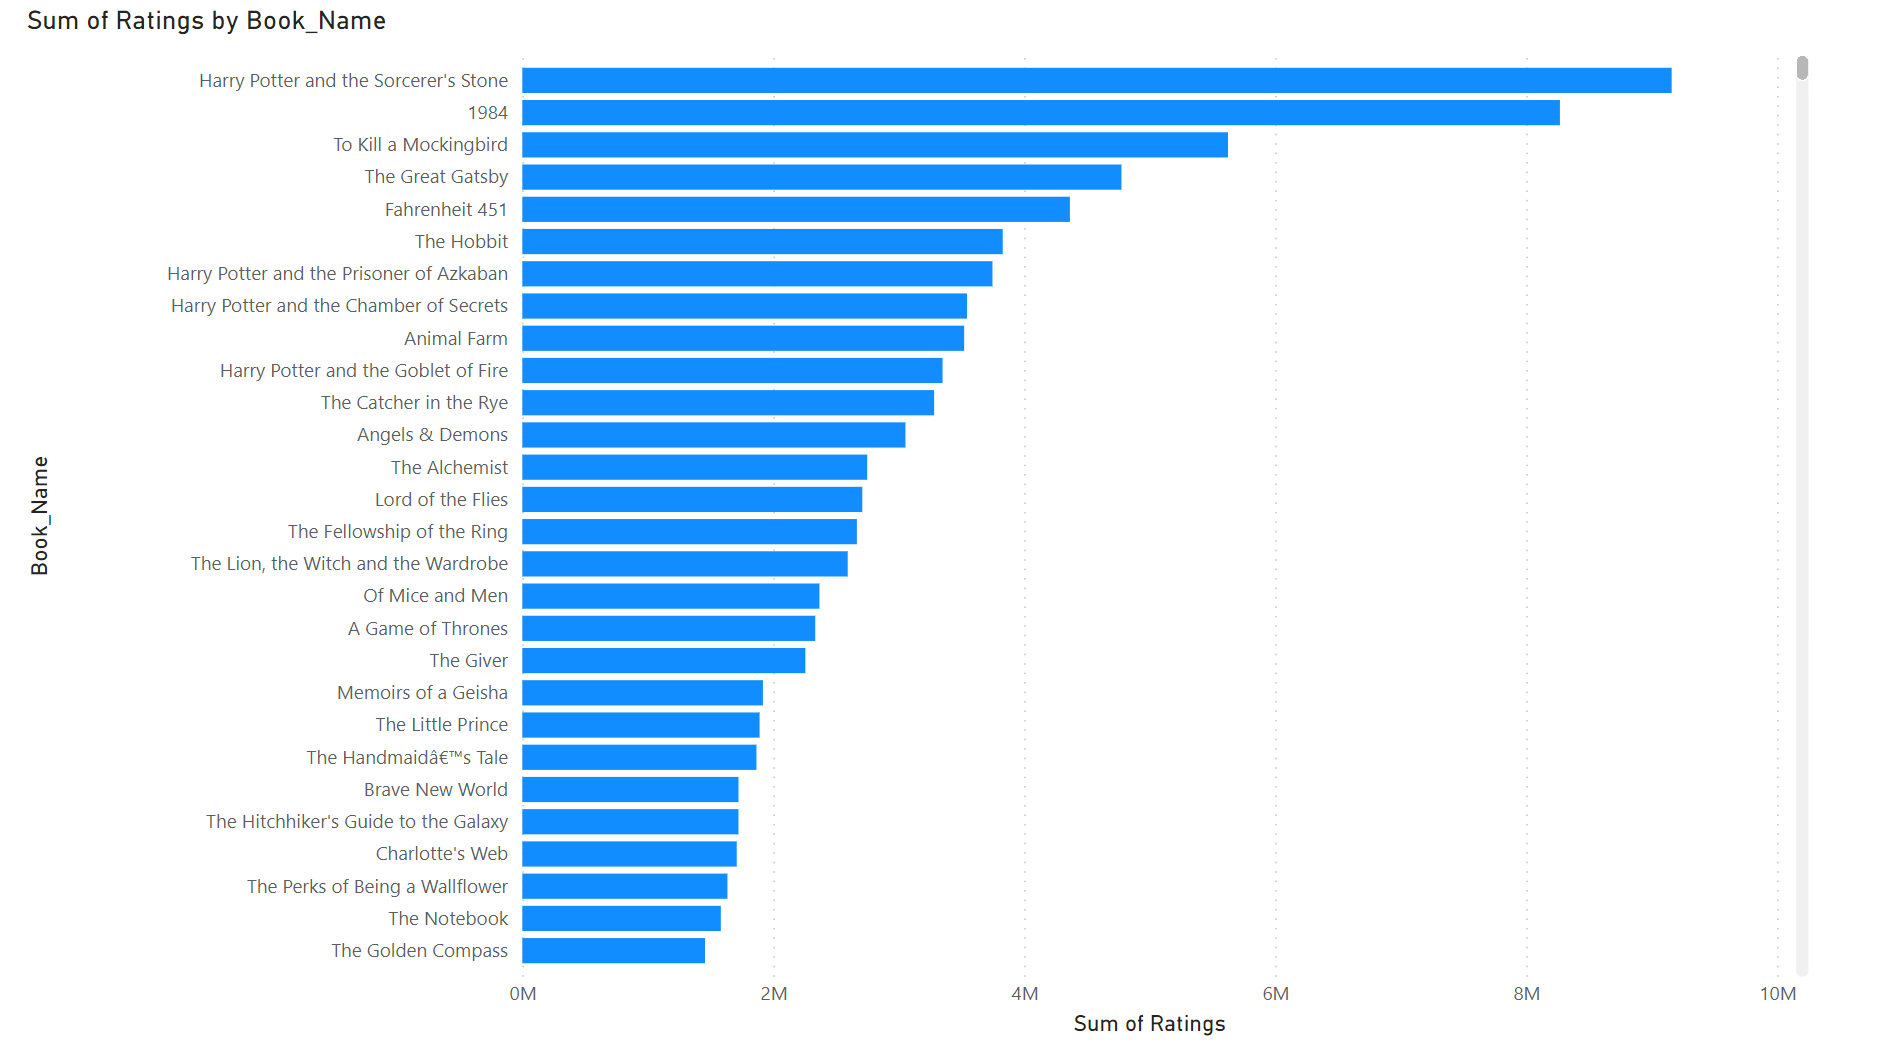 Sum of Ratings by Book_Name
Book_Name
Harry Potter and the Sorcerer's Stone
1984
To Kill a Mockingbird
The Great Gatsby
Fahrenheit 451
The Hobbit
Harry Potter and the Prisoner of Azkaban
Harry Potter and the Chamber of Secrets
Animal Farm
Harry Potter and the Goblet of Fire
The Catcher in the Rye
Angels & Demons
The Alchemist
Lord of the Flies
The Fellowship of the Ring
The Lion, the Witch and the Wardrobe
Of Mice and Men
A Game of Thrones
The Giver
Memoirs of a Geisha
The Little Prince
The Handmaidâ€™s Tale
Brave New World
The Hitchhiker's Guide to the Galaxy
Charlotte's Web
The Perks of Being a Wallflower
The Notebook
The Golden Compass
0M 2M 4M 6M 8M 10M
Sum of Ratings